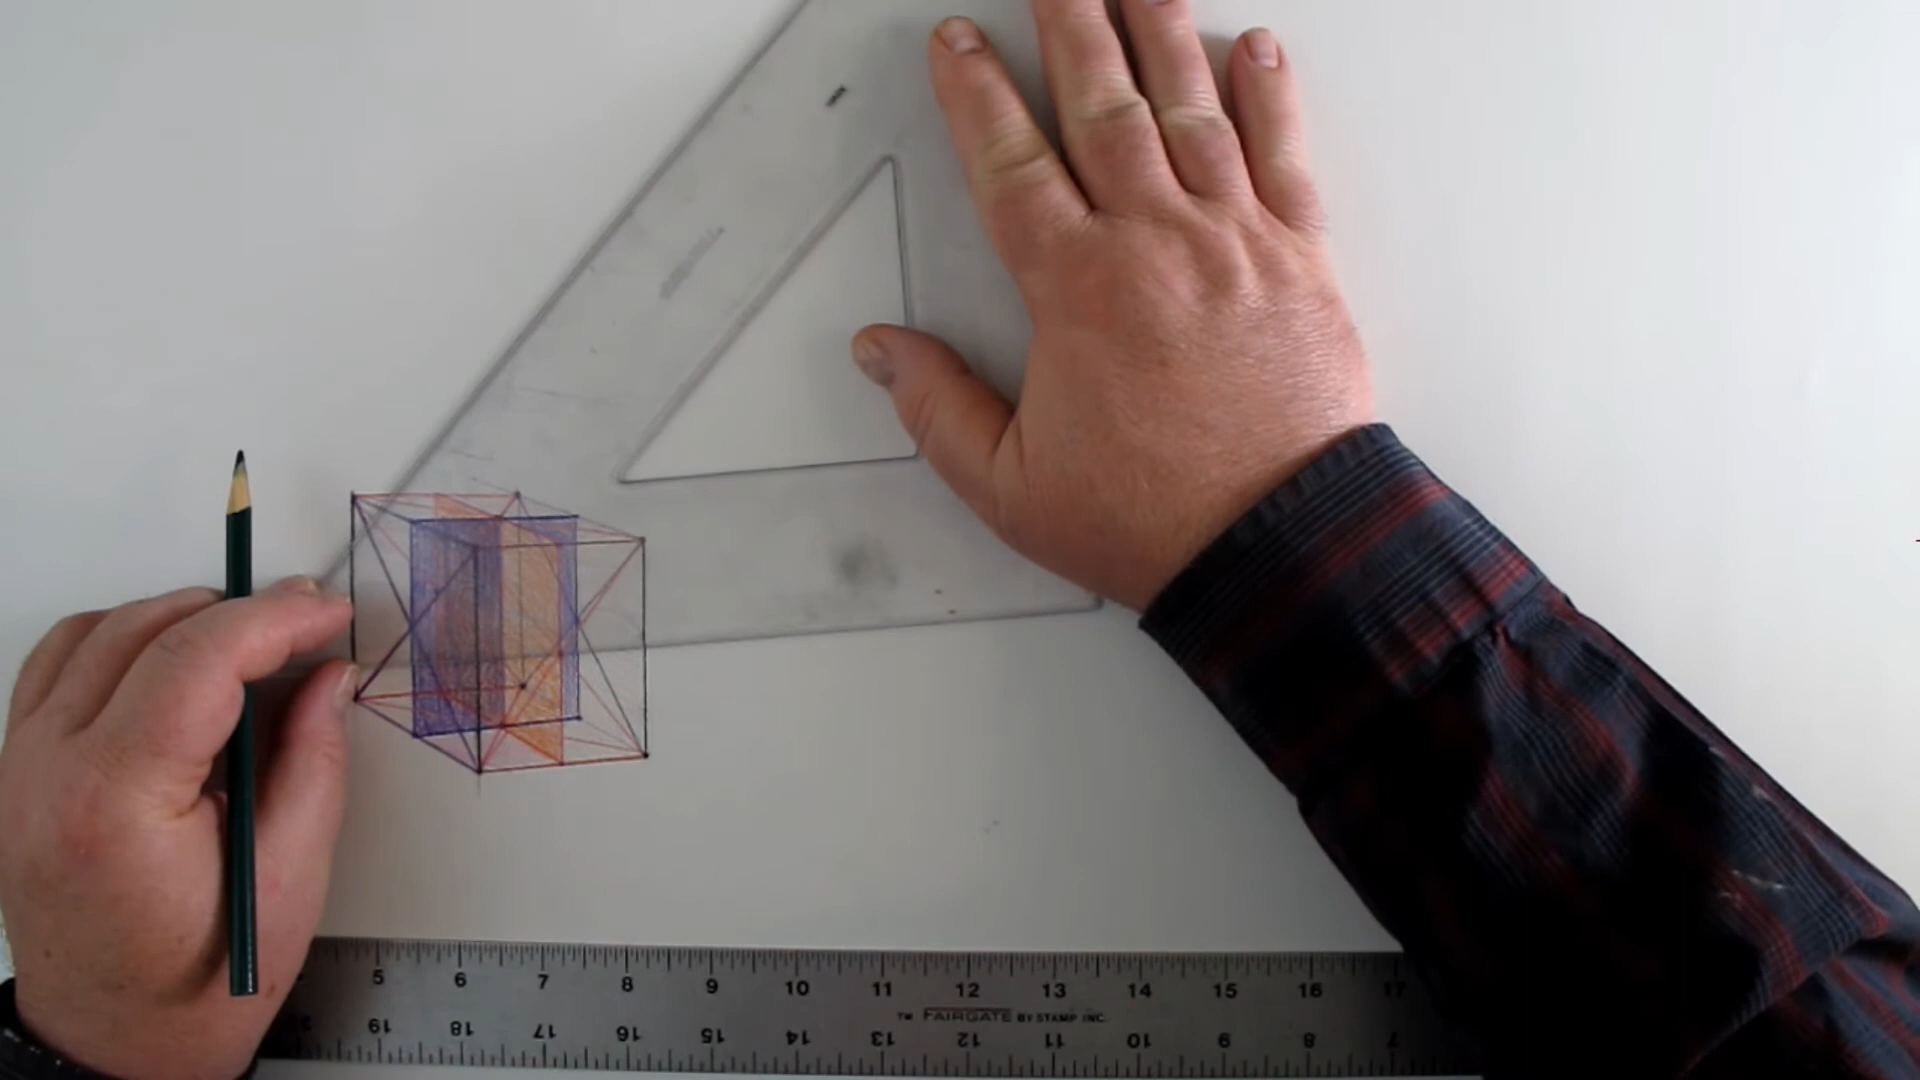 5 6 7 8 9 10 11 12 13 14 15 16 17
™ FAIRGATE BY STAMP INC.
19 18 17 16 15 14 13 12 11 10 9 8 7